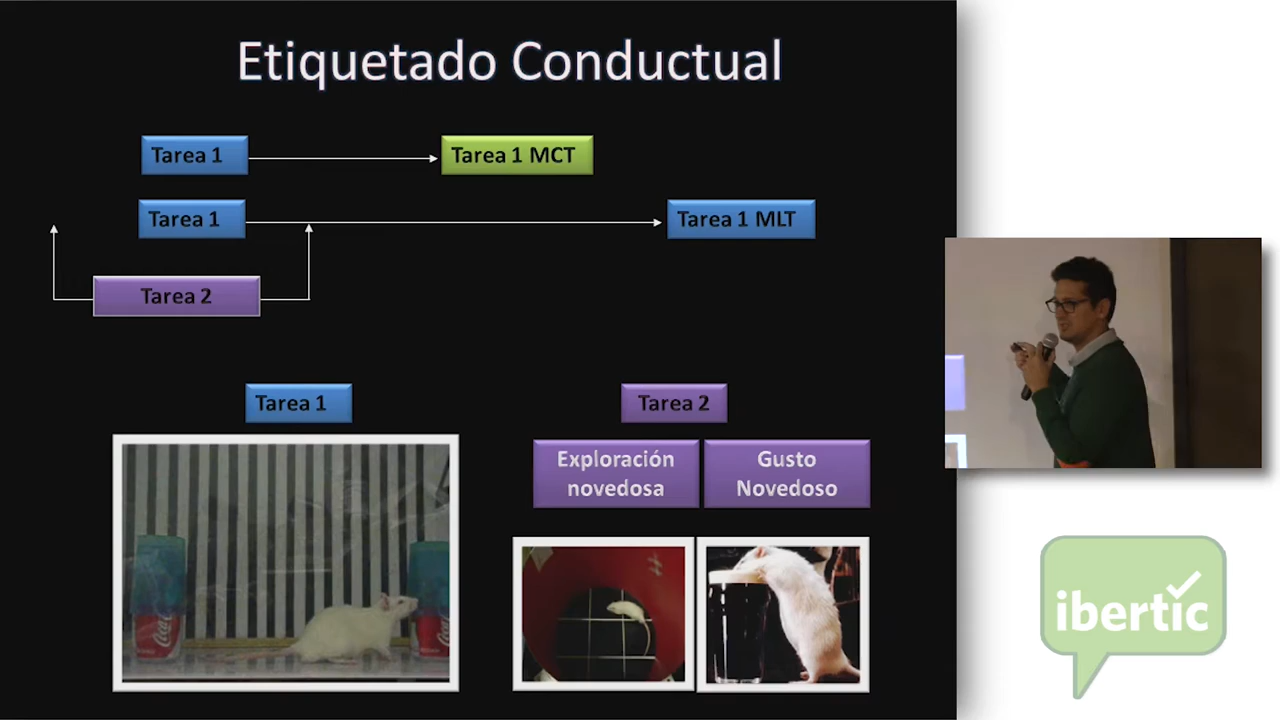 Etiquetado Conductual
Tarea 1
Tarea 1 MCT
Tarea 1
Tarea 1 MLT
Tarea 2
Tarea 1
Tarea 2
Exploración
novedosa
Gusto
Novedoso
Coca
ibertic